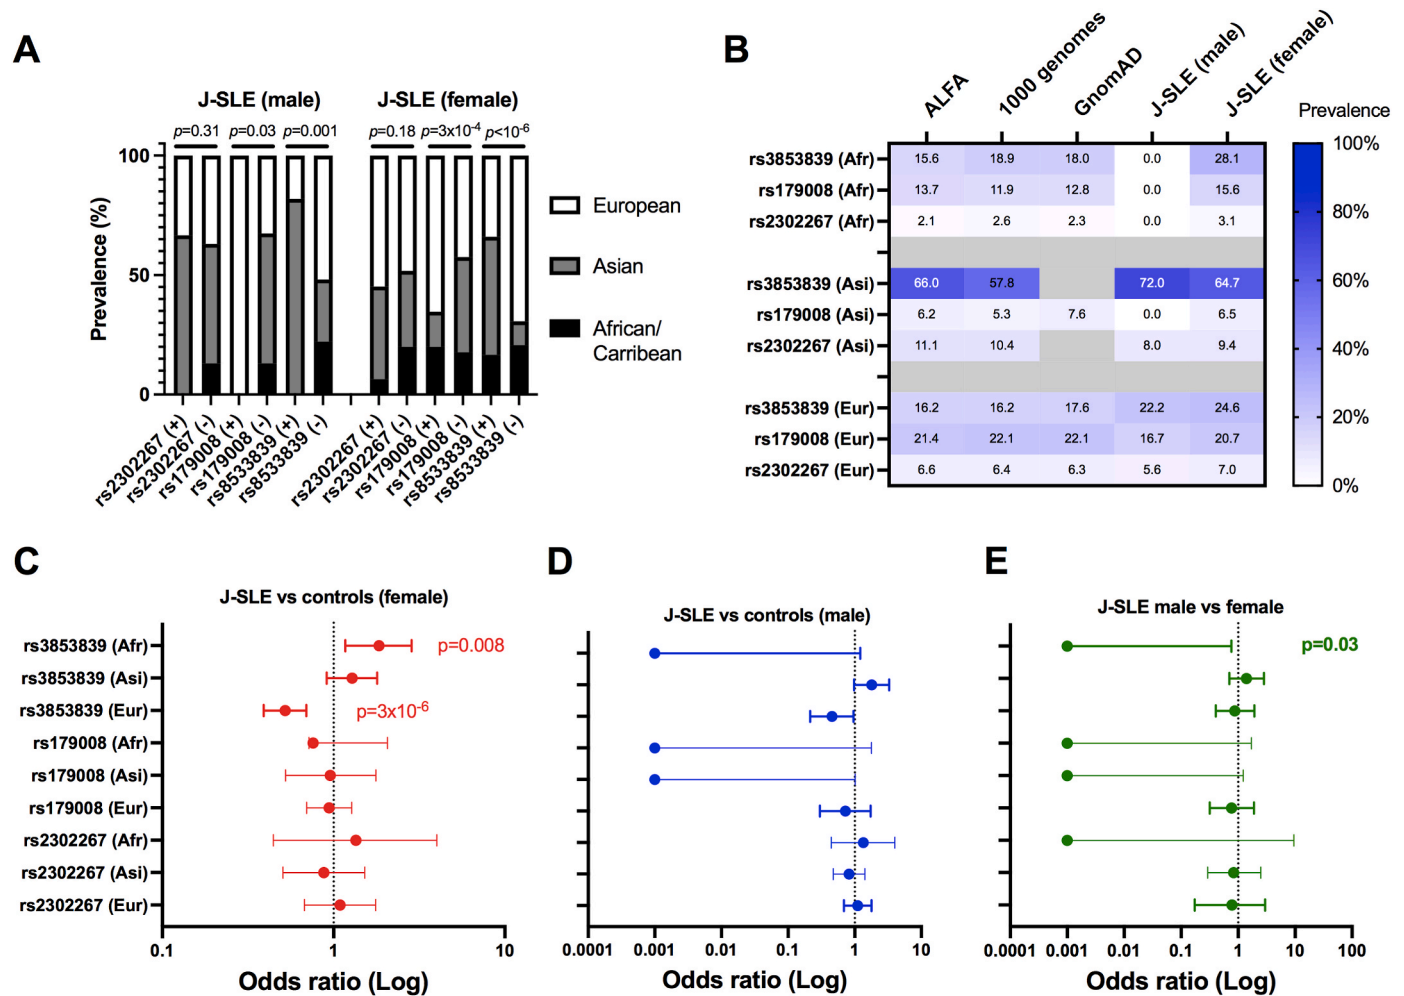 A
J-SLE (male)
J-SLE (female)
p=0.31
p=0.03
p=0.001
p=0.18
p=3x10-4
p<10-6
100
50
0
Prevalence (%)
rs2302267 (+)
rs2302267 (-)
rs179008 (+)
rs179008 (-)
rs8533839 (+)
rs8533839 (-)
rs2302267 (+)
rs2302267 (-)
rs179008 (+)
rs179008 (-)
rs8533839 (+)
rs8533839 (-)
European
Asian
African/
Carribean
B
ALFA
1000 genomes
GnomAD
J-SLE (male)
J-SLE (female)
rs3853839 (Afr) 15.6 18.9 18.0 0.0 28.1
rs179008 (Afr) 13.7 11.9 12.8 0.0 15.6
rs2302267 (Afr) 2.1 2.6 2.3 0.0 3.1
rs3853839 (Asi) 66.0 57.8 72.0 64.7
rs179008 (Asi) 6.2 5.3 7.6 0.0 6.5
rs2302267 (Asi) 11.1 10.4 8.0 9.4
rs3853839 (Eur) 16.2 16.2 17.6 22.2 24.6
rs179008 (Eur) 21.4 22.1 22.1 16.7 20.7
rs2302267 (Eur) 6.6 6.4 6.3 5.6 7.0
Prevalence
100%
80%
60%
40%
20%
0%
C
J-SLE vs controls (female)
rs3853839 (Afr)
p=0.008
rs3853839 (Asi)
rs3853839 (Eur)
p=3x10-6
rs179008 (Afr)
rs179008 (Asi)
rs179008 (Eur)
rs2302267 (Afr)
rs2302267 (Asi)
rs2302267 (Eur)
0.1 1 10
Odds ratio (Log)
D
J-SLE vs controls (male)
0.0001 0.001 0.01 0.1 1 10
Odds ratio (Log)
E
J-SLE male vs female
p=0.03
0.0001 0.001 0.01 0.1 1 10 100
Odds ratio (Log)